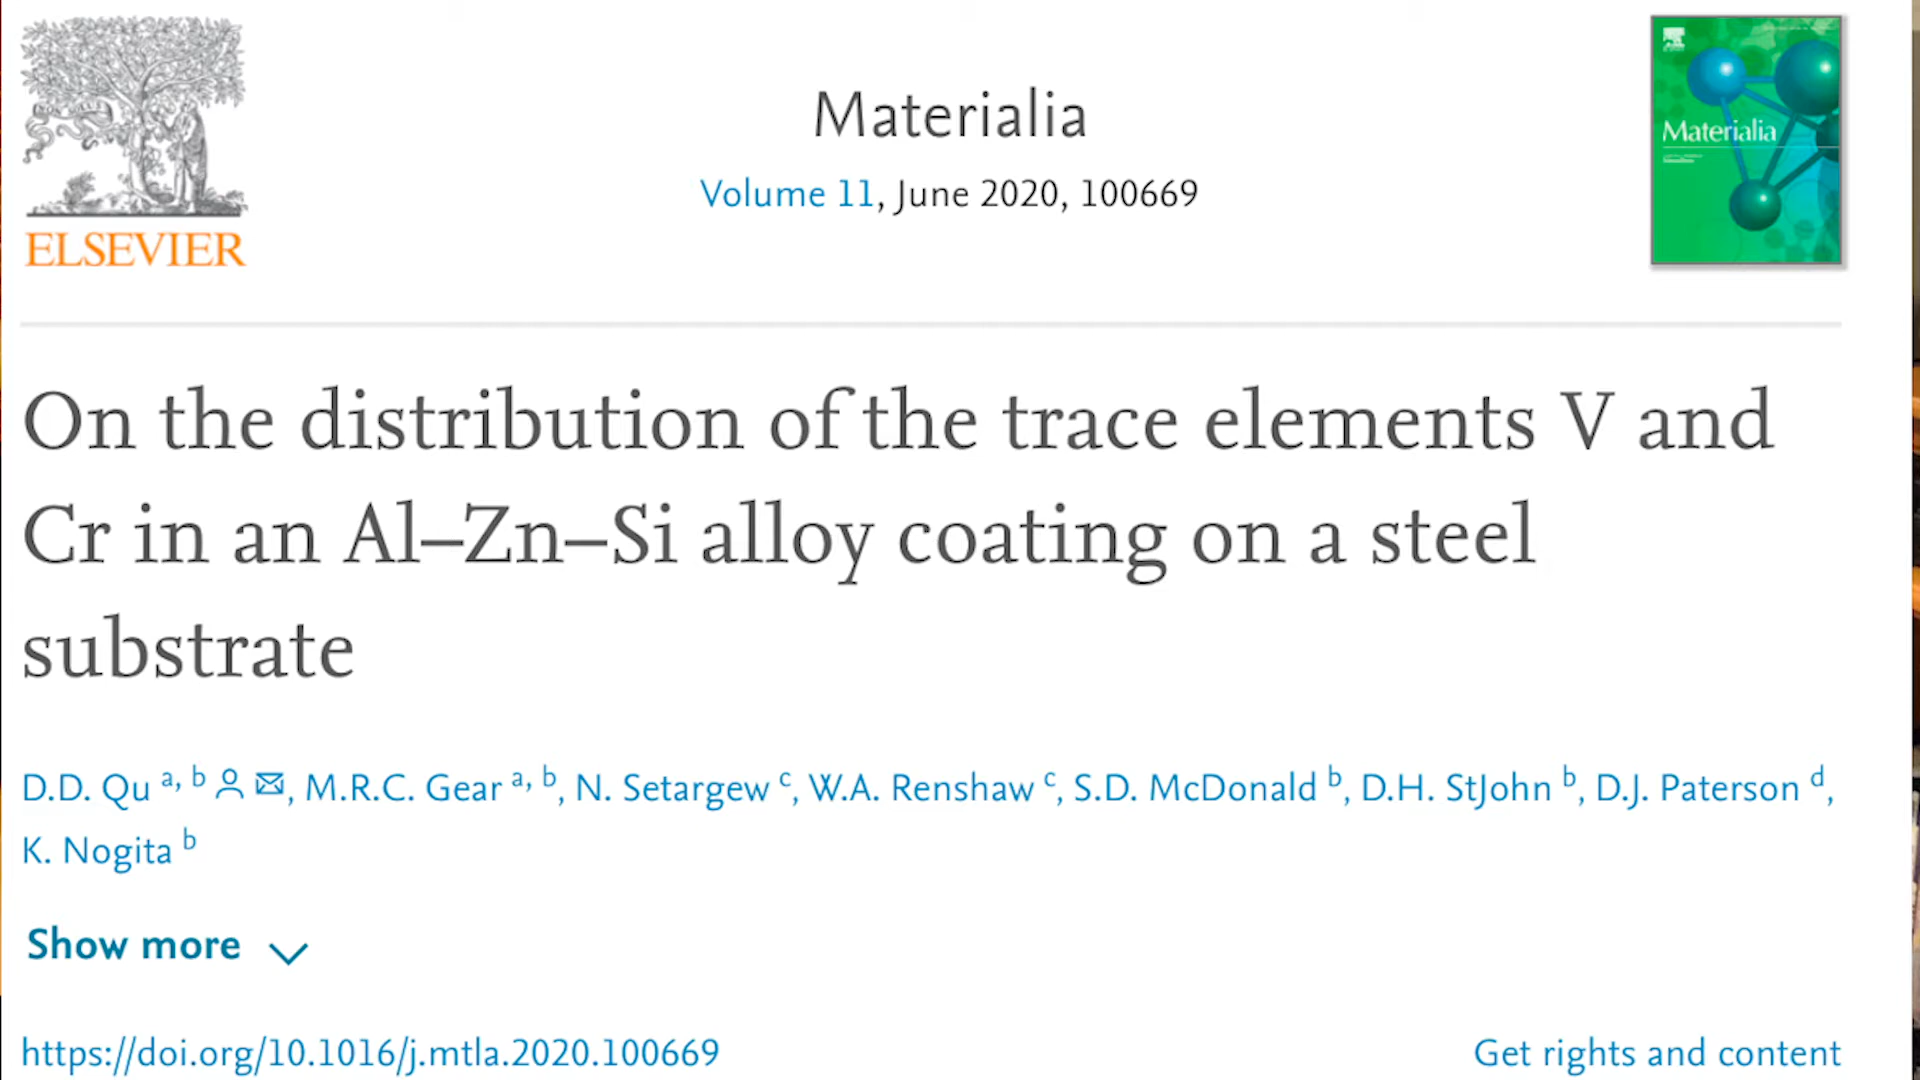 ELSEVIER
Materialia
Volume 11, June 2020, 100669
Materialia
On the distribution of the trace elements V and
Cr in an Al–Zn–Si alloy coating on a steel
substrate
D.D. Qu a, b, M.R.C. Gear a, b, N. Setargew c, W.A. Renshaw c, S.D. McDonald b, D.H. StJohn b, D.J. Paterson d,
K. Nogita b
Show more
https://doi.org/10.1016/j.mtla.2020.100669
Get rights and content